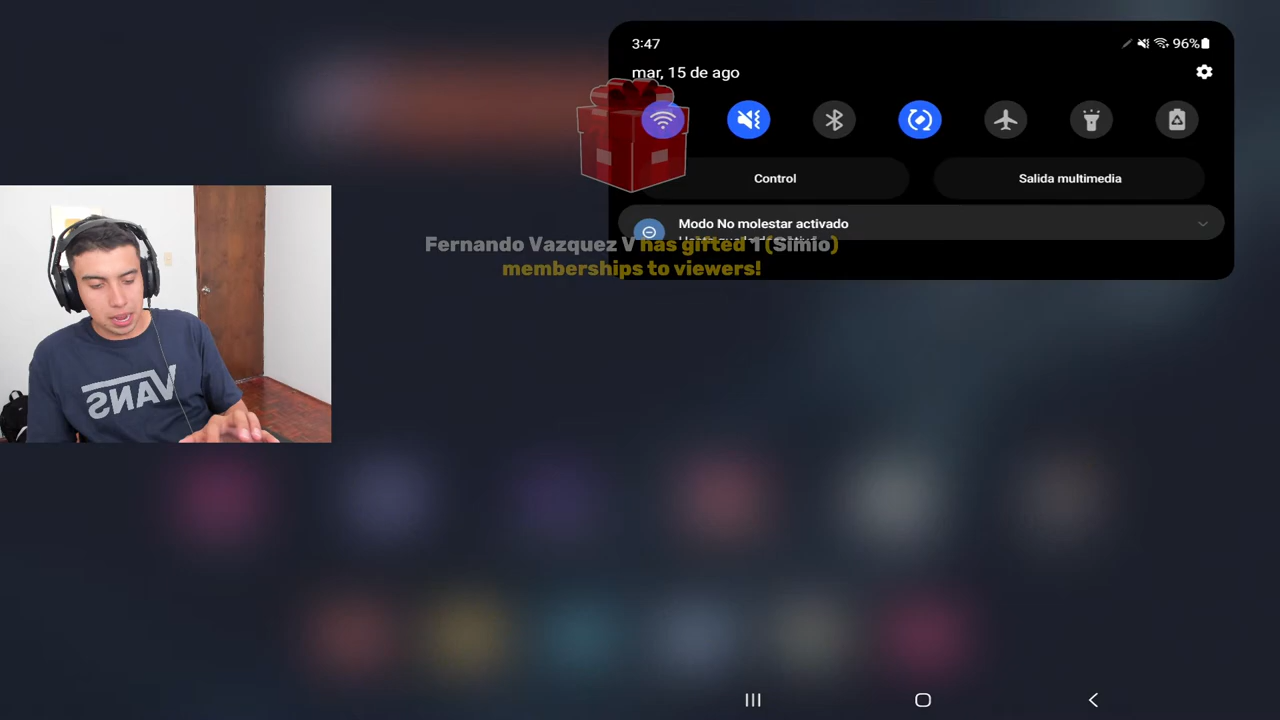 3:47
96%
mar, 15 de ago
Control
Salida multimedia
Modo No molestar activado
Fernando Vazquez V has gifted 1 (Simio)
memberships to viewers!
VANS